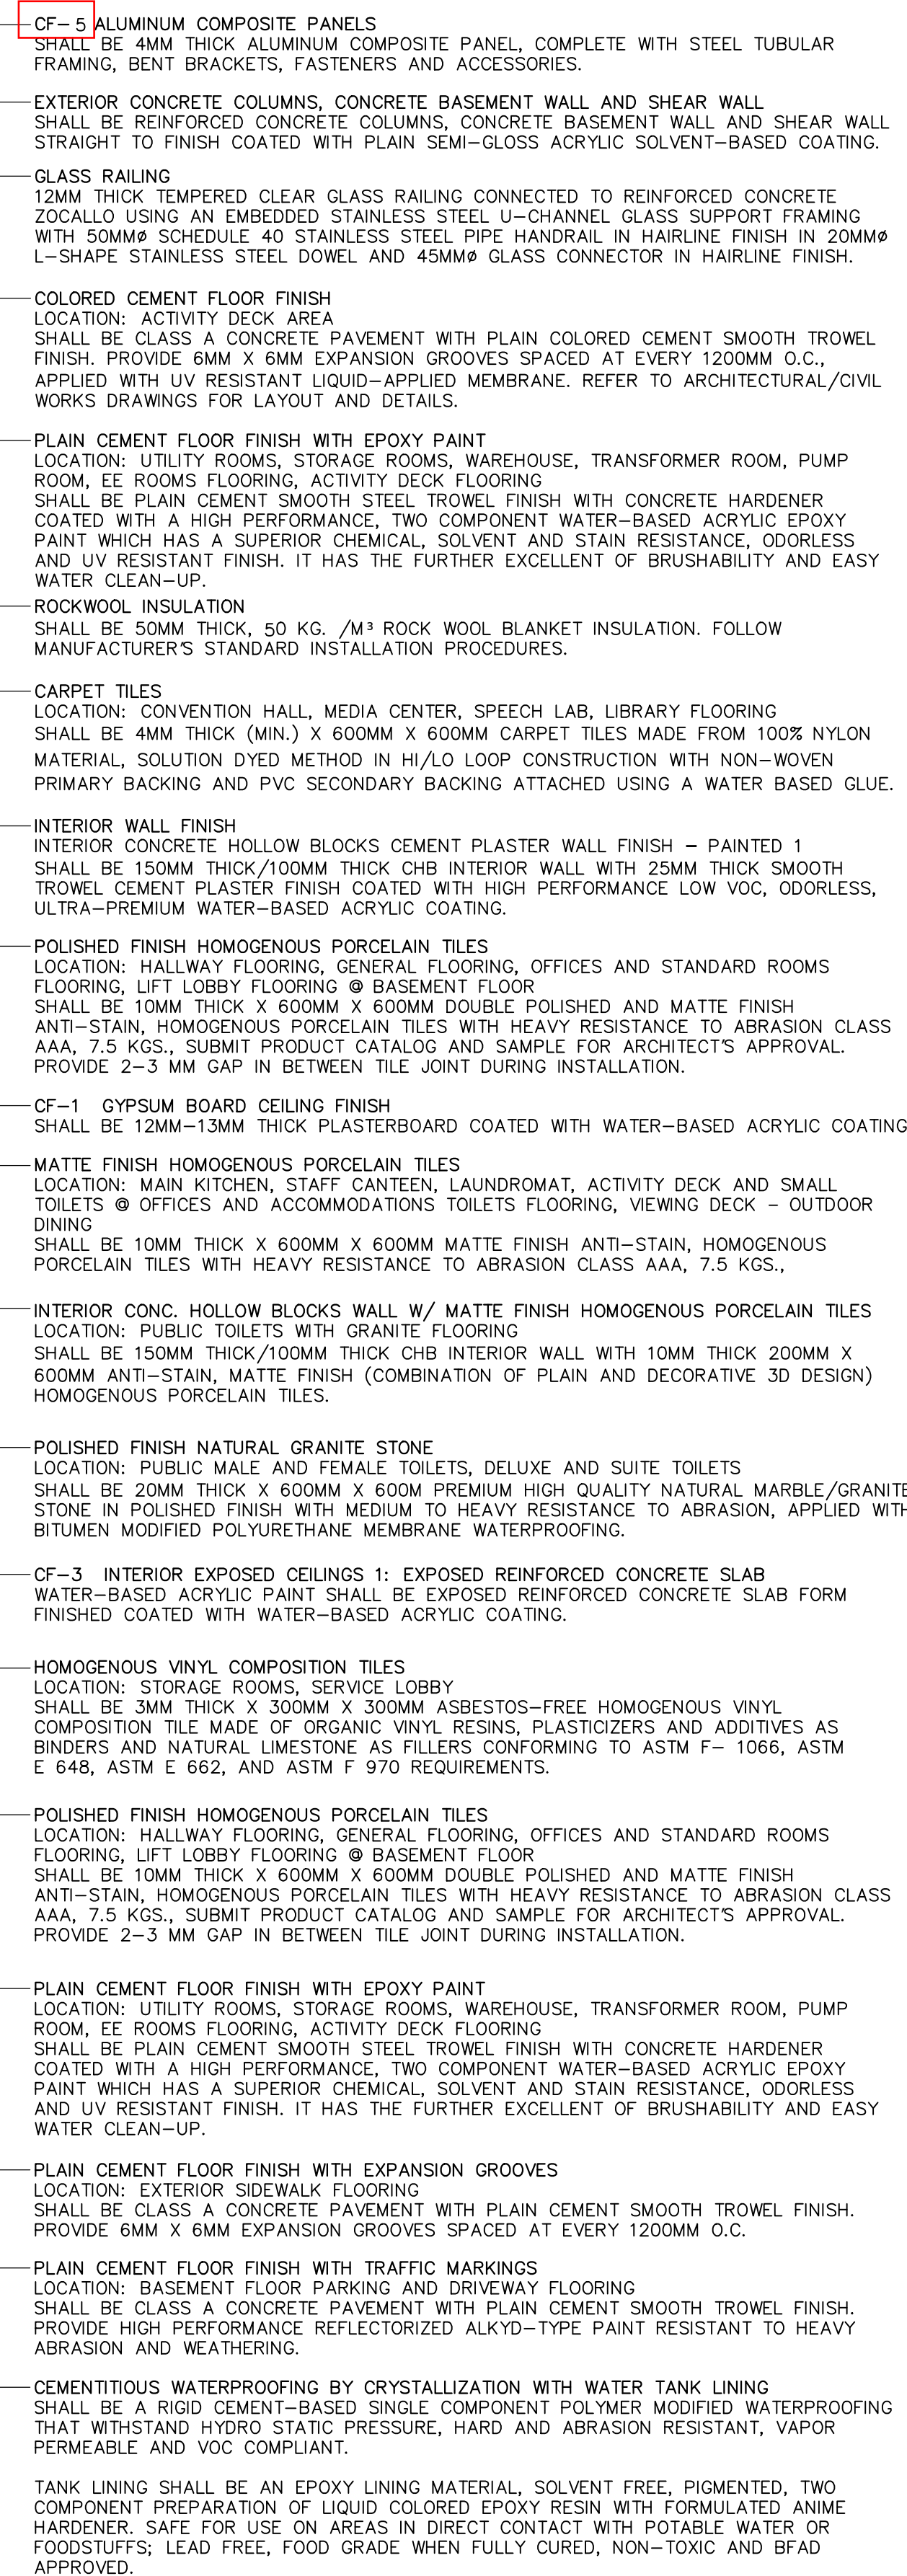 CF-5 ALUMINUM COMPOSITE PANELS
SHALL BE 4MM THICK ALUMINUM COMPOSITE PANEL, COMPLETE WITH STEEL TUBULAR
FRAMING, BENT BRACKETS, FASTENERS AND ACCESSORIES.
EXTERIOR CONCRETE COLUMNS, CONCRETE BASEMENT WALL AND SHEAR WALL
SHALL BE REINFORCED CONCRETE COLUMNS, CONCRETE BASEMENT WALL AND SHEAR WALL
STRAIGHT TO FINISH COATED WITH PLAIN SEMI-GLOSS ACRYLIC SOLVENT-BASED COATING.
GLASS RAILING
12MM THICK TEMPERED CLEAR GLASS RAILING CONNECTED TO REINFORCED CONCRETE
ZOCALLO USING AN EMBEDDED STAINLESS STEEL U-CHANNEL GLASS SUPPORT FRAMING
WITH 50MMø SCHEDULE 40 STAINLESS STEEL PIPE HANDRAIL IN HAIRLINE FINISH IN 20MMø
L-SHAPE STAINLESS STEEL DOWEL AND 45MMø GLASS CONNECTOR IN HAIRLINE FINISH.
COLORED CEMENT FLOOR FINISH
LOCATION: ACTIVITY DECK AREA
SHALL BE CLASS A CONCRETE PAVEMENT WITH PLAIN COLORED CEMENT SMOOTH TROWEL
FINISH. PROVIDE 6MM X 6MM EXPANSION GROOVES SPACED AT EVERY 1200MM O.C.,
APPLIED WITH UV RESISTANT LIQUID-APPLIED MEMBRANE. REFER TO ARCHITECTURAL/CIVIL
WORKS DRAWINGS FOR LAYOUT AND DETAILS.
PLAIN CEMENT FLOOR FINISH WITH EPOXY PAINT
LOCATION: UTILITY ROOMS, STORAGE ROOMS, WAREHOUSE, TRANSFORMER ROOM, PUMP
ROOM, EE ROOMS FLOORING, ACTIVITY DECK FLOORING
SHALL BE PLAIN CEMENT SMOOTH STEEL TROWEL FINISH WITH CONCRETE HARDENER
COATED WITH A HIGH PERFORMANCE, TWO COMPONENT WATER-BASED ACRYLIC EPOXY
PAINT WHICH HAS A SUPERIOR CHEMICAL, SOLVENT AND STAIN RESISTANCE, ODORLESS
AND UV RESISTANT FINISH. IT HAS THE FURTHER EXCELLENT OF BRUSHABILITY AND EASY
WATER CLEAN-UP.
ROCKWOOL INSULATION
SHALL BE 50MM THICK, 50 KG. /M³ ROCK WOOL BLANKET INSULATION. FOLLOW
MANUFACTURER'S STANDARD INSTALLATION PROCEDURES.
CARPET TILES
LOCATION: CONVENTION HALL, MEDIA CENTER, SPEECH LAB, LIBRARY FLOORING
SHALL BE 4MM THICK (MIN.) X 600MM X 600MM CARPET TILES MADE FROM 100% NYLON
MATERIAL, SOLUTION DYED METHOD IN HI/LO LOOP CONSTRUCTION WITH NON-WOVEN
PRIMARY BACKING AND PVC SECONDARY BACKING ATTACHED USING A WATER BASED GLUE.
INTERIOR WALL FINISH
INTERIOR CONCRETE HOLLOW BLOCKS CEMENT PLASTER WALL FINISH – PAINTED 1
SHALL BE 150MM THICK/100MM THICK CHB INTERIOR WALL WITH 25MM THICK SMOOTH
TROWEL CEMENT PLASTER FINISH COATED WITH HIGH PERFORMANCE LOW VOC, ODORLESS,
ULTRA-PREMIUM WATER-BASED ACRYLIC COATING.
POLISHED FINISH HOMOGENOUS PORCELAIN TILES
LOCATION: HALLWAY FLOORING, GENERAL FLOORING, OFFICES AND STANDARD ROOMS
FLOORING, LIFT LOBBY FLOORING @ BASEMENT FLOOR
SHALL BE 10MM THICK X 600MM X 600MM DOUBLE POLISHED AND MATTE FINISH
ANTI-STAIN, HOMOGENOUS PORCELAIN TILES WITH HEAVY RESISTANCE TO ABRASION CLASS
AAA, 7.5 KGS., SUBMIT PRODUCT CATALOG AND SAMPLE FOR ARCHITECT'S APPROVAL.
PROVIDE 2-3 MM GAP IN BETWEEN TILE JOINT DURING INSTALLATION.
CF-1 GYPSUM BOARD CEILING FINISH
SHALL BE 12MM-13MM THICK PLASTERBOARD COATED WITH WATER-BASED ACRYLIC COATING
MATTE FINISH HOMOGENOUS PORCELAIN TILES
LOCATION: MAIN KITCHEN, STAFF CANTEEN, LAUNDROMAT, ACTIVITY DECK AND SMALL
TOILETS @ OFFICES AND ACCOMMODATIONS TOILETS FLOORING, VIEWING DECK - OUTDOOR
DINING
SHALL BE 10MM THICK X 600MM X 600MM MATTE FINISH ANTI-STAIN, HOMOGENOUS
PORCELAIN TILES WITH HEAVY RESISTANCE TO ABRASION CLASS AAA, 7.5 KGS.,
INTERIOR CONC. HOLLOW BLOCKS WALL W/ MATTE FINISH HOMOGENOUS PORCELAIN TILES
LOCATION: PUBLIC TOILETS WITH GRANITE FLOORING
SHALL BE 150MM THICK/100MM THICK CHB INTERIOR WALL WITH 10MM THICK 200MM X
600MM ANTI-STAIN, MATTE FINISH (COMBINATION OF PLAIN AND DECORATIVE 3D DESIGN)
HOMOGENOUS PORCELAIN TILES.
POLISHED FINISH NATURAL GRANITE STONE
LOCATION: PUBLIC MALE AND FEMALE TOILETS, DELUXE AND SUITE TOILETS
SHALL BE 20MM THICK X 600MM X 600M PREMIUM HIGH QUALITY NATURAL MARBLE/GRANITE
STONE IN POLISHED FINISH WITH MEDIUM TO HEAVY RESISTANCE TO ABRASION, APPLIED WITH
BITUMEN MODIFIED POLYURETHANE MEMBRANE WATERPROOFING.
CF-3 INTERIOR EXPOSED CEILINGS 1: EXPOSED REINFORCED CONCRETE SLAB
WATER-BASED ACRYLIC PAINT SHALL BE EXPOSED REINFORCED CONCRETE SLAB FORM
FINISHED COATED WITH WATER-BASED ACRYLIC COATING.
HOMOGENOUS VINYL COMPOSITION TILES
LOCATION: STORAGE ROOMS, SERVICE LOBBY
SHALL BE 3MM THICK X 300MM X 300MM ASBESTOS-FREE HOMOGENOUS VINYL
COMPOSITION TILE MADE OF ORGANIC VINYL RESINS, PLASTICIZERS AND ADDITIVES AS
BINDERS AND NATURAL LIMESTONE AS FILLERS CONFORMING TO ASTM F- 1066, ASTM
E 648, ASTM E 662, AND ASTM F 970 REQUIREMENTS.
POLISHED FINISH HOMOGENOUS PORCELAIN TILES
LOCATION: HALLWAY FLOORING, GENERAL FLOORING, OFFICES AND STANDARD ROOMS
FLOORING, LIFT LOBBY FLOORING @ BASEMENT FLOOR
SHALL BE 10MM THICK X 600MM X 600MM DOUBLE POLISHED AND MATTE FINISH
ANTI-STAIN, HOMOGENOUS PORCELAIN TILES WITH HEAVY RESISTANCE TO ABRASION CLASS
AAA, 7.5 KGS., SUBMIT PRODUCT CATALOG AND SAMPLE FOR ARCHITECT'S APPROVAL.
PROVIDE 2-3 MM GAP IN BETWEEN TILE JOINT DURING INSTALLATION.
PLAIN CEMENT FLOOR FINISH WITH EPOXY PAINT
LOCATION: UTILITY ROOMS, STORAGE ROOMS, WAREHOUSE, TRANSFORMER ROOM, PUMP
ROOM, EE ROOMS FLOORING, ACTIVITY DECK FLOORING
SHALL BE PLAIN CEMENT SMOOTH STEEL TROWEL FINISH WITH CONCRETE HARDENER
COATED WITH A HIGH PERFORMANCE, TWO COMPONENT WATER-BASED ACRYLIC EPOXY
PAINT WHICH HAS A SUPERIOR CHEMICAL, SOLVENT AND STAIN RESISTANCE, ODORLESS
AND UV RESISTANT FINISH. IT HAS THE FURTHER EXCELLENT OF BRUSHABILITY AND EASY
WATER CLEAN-UP.
PLAIN CEMENT FLOOR FINISH WITH EXPANSION GROOVES
LOCATION: EXTERIOR SIDEWALK FLOORING
SHALL BE CLASS A CONCRETE PAVEMENT WITH PLAIN CEMENT SMOOTH TROWEL FINISH.
PROVIDE 6MM X 6MM EXPANSION GROOVES SPACED AT EVERY 1200MM O.C.
PLAIN CEMENT FLOOR FINISH WITH TRAFFIC MARKINGS
LOCATION: BASEMENT FLOOR PARKING AND DRIVEWAY FLOORING
SHALL BE CLASS A CONCRETE PAVEMENT WITH PLAIN CEMENT SMOOTH TROWEL FINISH.
PROVIDE HIGH PERFORMANCE REFLECTORIZED ALKYD-TYPE PAINT RESISTANT TO HEAVY
ABRASION AND WEATHERING.
CEMENTITIOUS WATERPROOFING BY CRYSTALLIZATION WITH WATER TANK LINING
SHALL BE A RIGID CEMENT-BASED SINGLE COMPONENT POLYMER MODIFIED WATERPROOFING
THAT WITHSTAND HYDRO STATIC PRESSURE, HARD AND ABRASION RESISTANT, VAPOR
PERMEABLE AND VOC COMPLIANT.
TANK LINING SHALL BE AN EPOXY LINING MATERIAL, SOLVENT FREE, PIGMENTED, TWO
COMPONENT PREPARATION OF LIQUID COLORED EPOXY RESIN WITH FORMULATED ANIME
HARDENER. SAFE FOR USE ON AREAS IN DIRECT CONTACT WITH POTABLE WATER OR
FOODSTUFFS; LEAD FREE, FOOD GRADE WHEN FULLY CURED, NON-TOXIC AND BFAD
APPROVED.